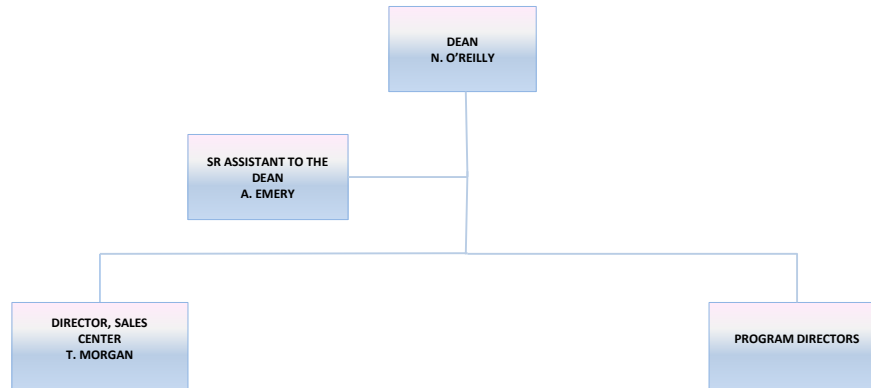 DEAN
N. O’REILLY
SR ASSISTANT TO THE
DEAN
A. EMERY
DIRECTOR, SALES
CENTER
T. MORGAN
PROGRAM DIRECTORS